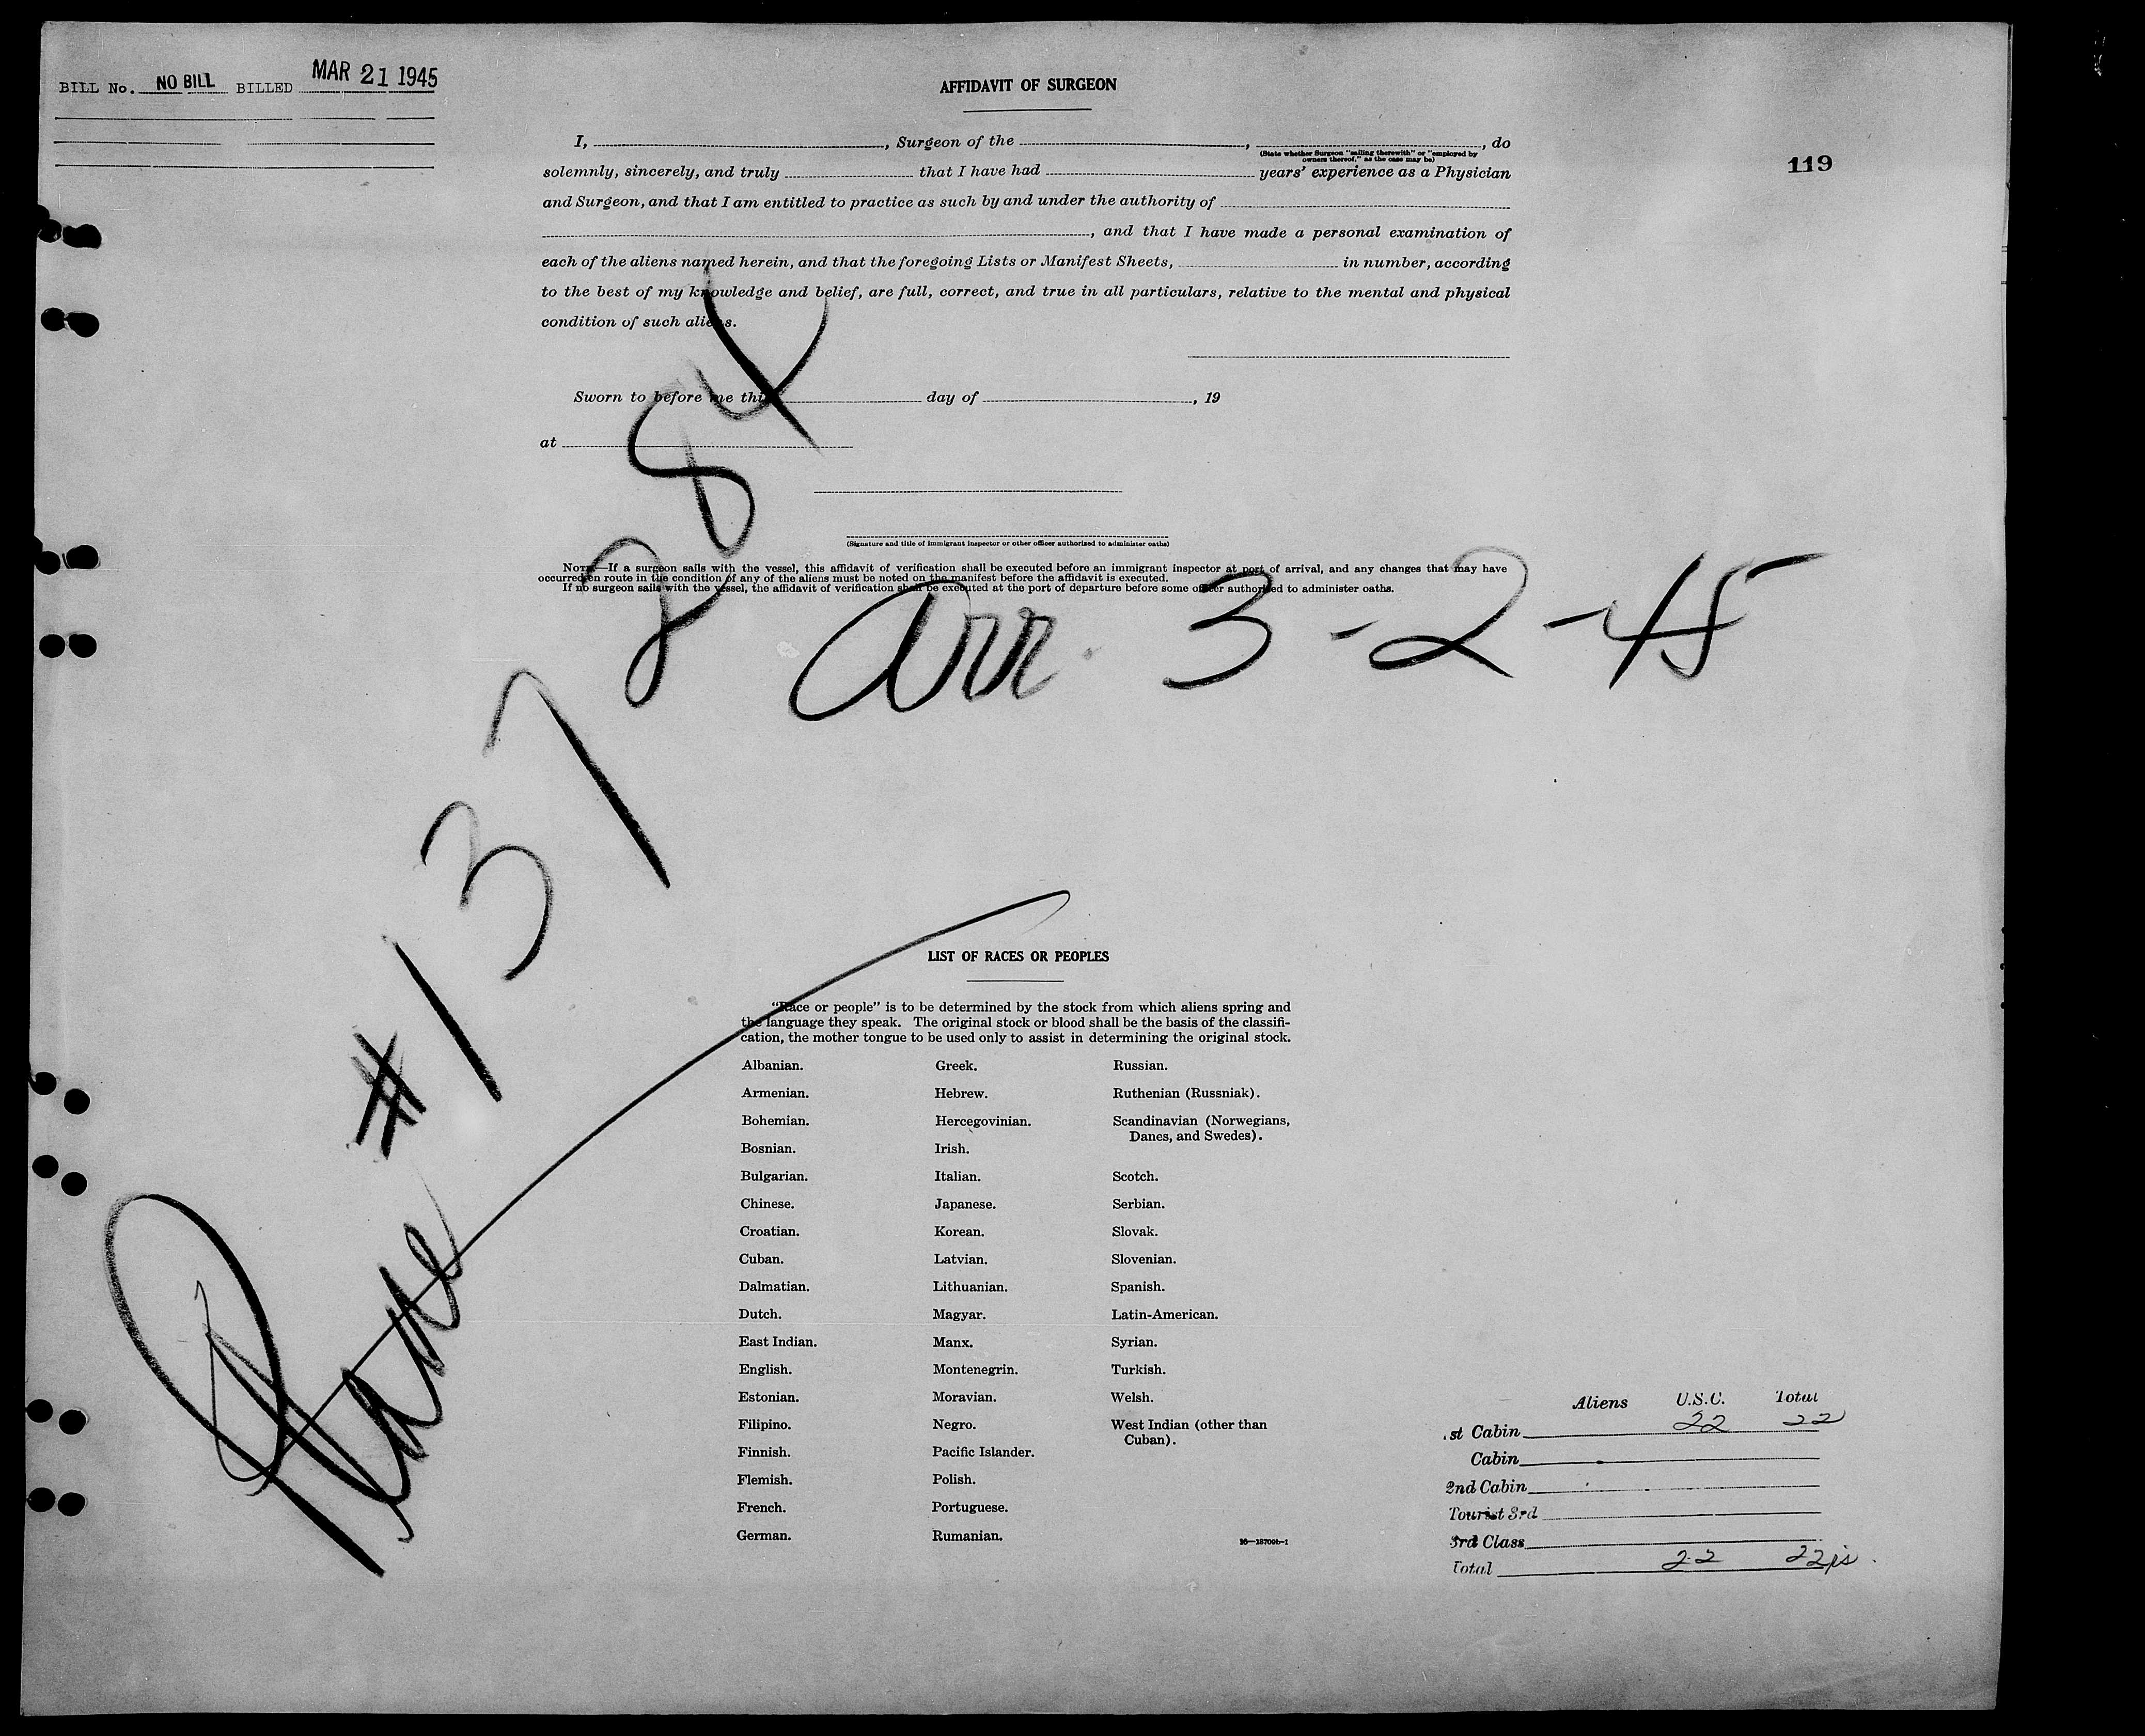 BILL No. NO BILL BILLED MAR 21 1945
AFFIDAVIT OF SURGEON
119
I, , Surgeon of the , , do
(State whether Surgeon "sailing therewith" or "employed by
owners thereof," as the case may be)
solemnly, sincerely, and truly that I have had years' experience as a Physician
and Surgeon, and that I am entitled to practice as such by and under the authority of
, and that I have made a personal examination of
each of the aliens named herein, and that the foregoing Lists or Manifest Sheets, in number, according
to the best of my knowledge and belief, are full, correct, and true in all particulars, relative to the mental and physical
condition of such aliens.
Sworn to before me this day of , 19
at
(Signature and title of immigrant inspector or other officer authorized to administer oaths)
NOTE.—If a surgeon sails with the vessel, this affidavit of verification shall be executed before an immigrant inspector at port of arrival, and any changes that may have
occurred en route in the condition of any of the aliens must be noted on the manifest before the affidavit is executed.
If no surgeon sails with the vessel, the affidavit of verification shall be executed at the port of departure before some officer authorized to administer oaths.
Arr. 3-2-45
Plane #137284
LIST OF RACES OR PEOPLES
"Race or people" is to be determined by the stock from which aliens spring and
the language they speak. The original stock or blood shall be the basis of the classifi-
cation, the mother tongue to be used only to assist in determining the original stock.
Albanian. Greek. Russian.
Armenian. Hebrew. Ruthenian (Russniak).
Bohemian. Hercegovinian. Scandinavian (Norwegians,
Danes, and Swedes).
Bosnian. Irish.
Bulgarian. Italian. Scotch.
Chinese. Japanese. Serbian.
Croatian. Korean. Slovak.
Cuban. Latvian. Slovenian.
Dalmatian. Lithuanian. Spanish.
Dutch. Magyar. Latin-American.
East Indian. Manx. Syrian.
English. Montenegrin. Turkish.
Estonian. Moravian. Welsh.
Filipino. Negro. West Indian (other than
Cuban).
Finnish. Pacific Islander.
Flemish. Polish.
French. Portuguese.
German. Rumanian.
16—18709b-1
Aliens U.S.C. Total
st Cabin 22 22
Cabin
2nd Cabin
Tourist 3rd
3rd Class
Total 22 22